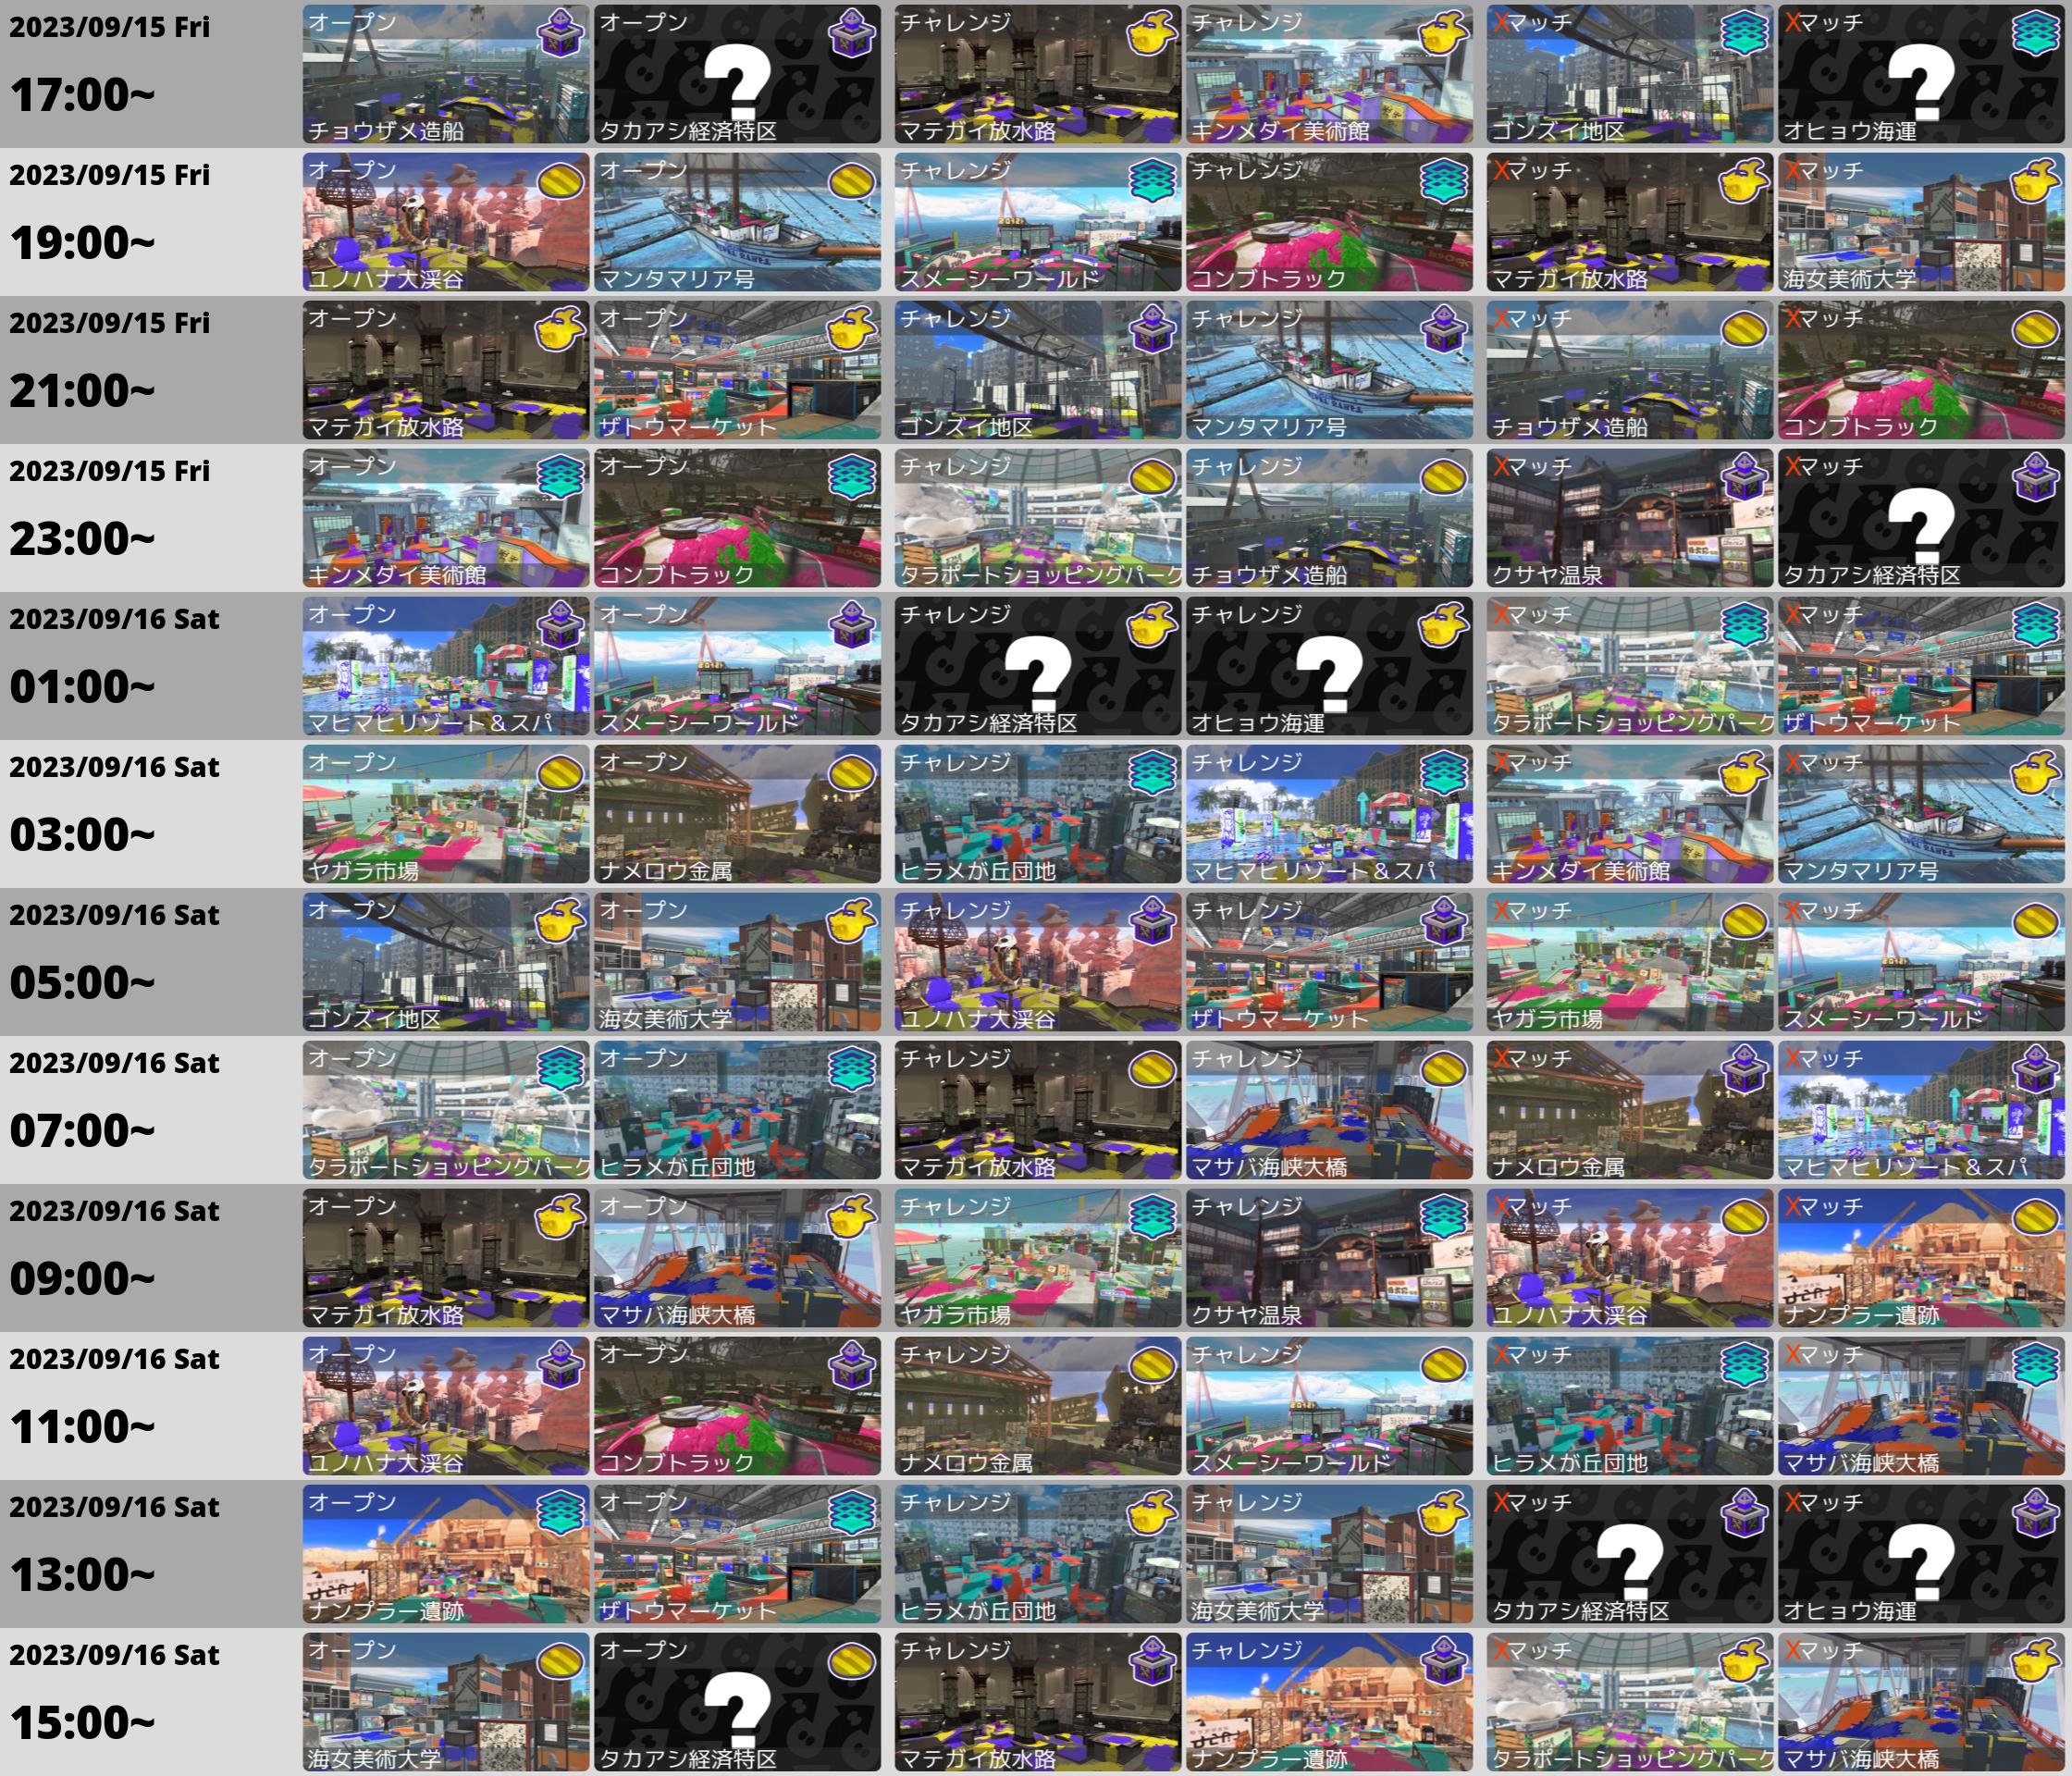 2023/09/15 Fri
17:00~
オープン
チョウザメ造船
オープン
タカアシ経済特区
チャレンジ
マテガイ放水路
チャレンジ
キンメダイ美術館
Xマッチ
ゴンズイ地区
Xマッチ
オヒョウ海運
2023/09/15 Fri
19:00~
オープン
ユノハナ大渓谷
オープン
マンタマリア号
チャレンジ
スメーシーワールド
チャレンジ
コンブトラック
Xマッチ
マテガイ放水路
Xマッチ
海女美術大学
2023/09/15 Fri
21:00~
オープン
マテガイ放水路
オープン
ザトウマーケット
チャレンジ
ゴンズイ地区
チャレンジ
マンタマリア号
Xマッチ
チョウザメ造船
Xマッチ
コンブトラック
2023/09/15 Fri
23:00~
オープン
キンメダイ美術館
オープン
コンブトラック
チャレンジ
タラポートショッピングパーク
チャレンジ
チョウザメ造船
Xマッチ
クサヤ温泉
Xマッチ
タカアシ経済特区
2023/09/16 Sat
01:00~
オープン
マヒマヒリゾート＆スパ
オープン
スメーシーワールド
チャレンジ
タカアシ経済特区
チャレンジ
オヒョウ海運
Xマッチ
タラポートショッピングパーク
Xマッチ
ザトウマーケット
2023/09/16 Sat
03:00~
オープン
ヤガラ市場
オープン
ナメロウ金属
チャレンジ
ヒラメが丘団地
チャレンジ
マヒマヒリゾート＆スパ
Xマッチ
キンメダイ美術館
Xマッチ
マンタマリア号
2023/09/16 Sat
05:00~
オープン
ゴンズイ地区
オープン
海女美術大学
チャレンジ
ユノハナ大渓谷
チャレンジ
ザトウマーケット
Xマッチ
ヤガラ市場
Xマッチ
スメーシーワールド
2023/09/16 Sat
07:00~
オープン
タラポートショッピングパーク
オープン
ヒラメが丘団地
チャレンジ
マテガイ放水路
チャレンジ
マサバ海峡大橋
Xマッチ
ナメロウ金属
Xマッチ
マヒマヒリゾート＆スパ
2023/09/16 Sat
09:00~
オープン
マテガイ放水路
オープン
マサバ海峡大橋
チャレンジ
ヤガラ市場
チャレンジ
クサヤ温泉
Xマッチ
ユノハナ大渓谷
Xマッチ
ナンプラー遺跡
2023/09/16 Sat
11:00~
オープン
ユノハナ大渓谷
オープン
コンブトラック
チャレンジ
ナメロウ金属
チャレンジ
スメーシーワールド
Xマッチ
ヒラメが丘団地
Xマッチ
マサバ海峡大橋
2023/09/16 Sat
13:00~
オープン
ナンプラー遺跡
オープン
ザトウマーケット
チャレンジ
ヒラメが丘団地
チャレンジ
海女美術大学
Xマッチ
タカアシ経済特区
Xマッチ
オヒョウ海運
2023/09/16 Sat
15:00~
オープン
海女美術大学
オープン
タカアシ経済特区
チャレンジ
マテガイ放水路
チャレンジ
ナンプラー遺跡
Xマッチ
タラポートショッピングパーク
Xマッチ
マサバ海峡大橋